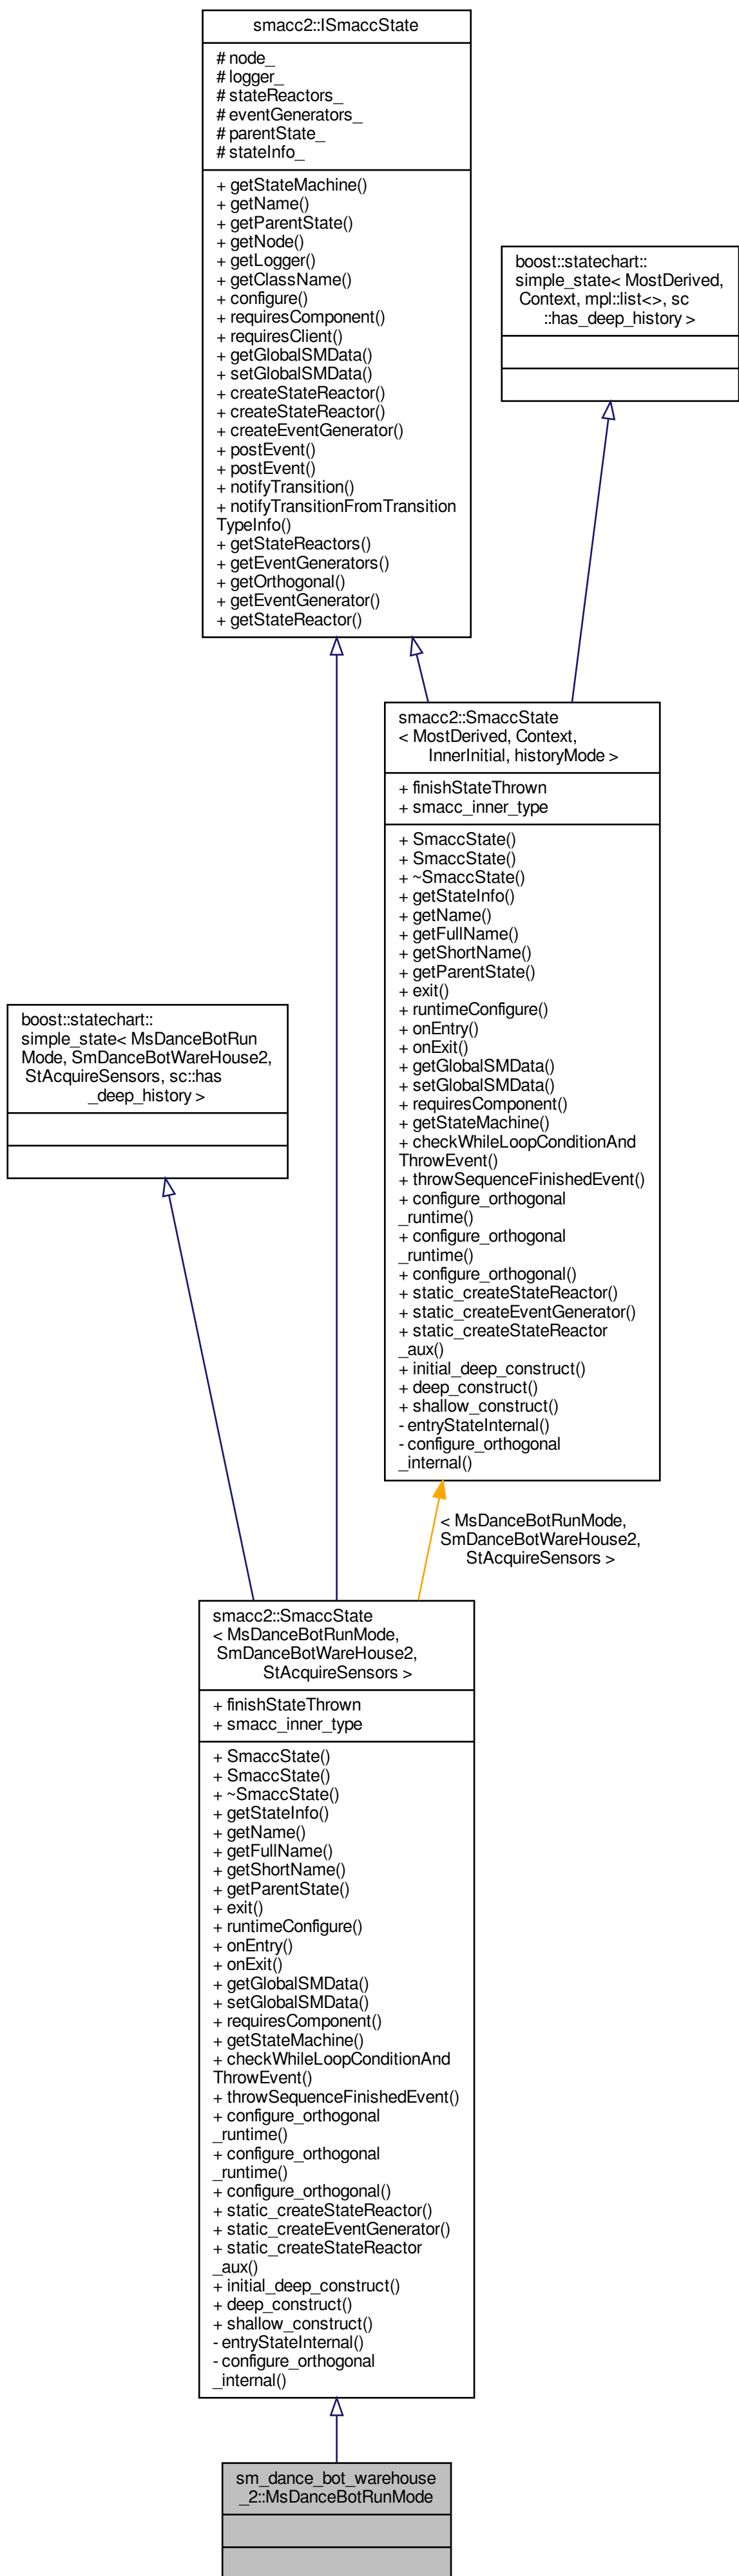 smacc2::ISmaccState
# node_
# logger_
# stateReactors_
# eventGenerators_
# parentState_
# stateInfo_
+ getStateMachine()
+ getName()
+ getParentState()
+ getNode()
+ getLogger()
+ getClassName()
+ configure()
+ requiresComponent()
+ requiresClient()
+ getGlobalSMData()
+ setGlobalSMData()
+ createStateReactor()
+ createStateReactor()
+ createEventGenerator()
+ postEvent()
+ postEvent()
+ notifyTransition()
+ notifyTransitionFromTransition
TypeInfo()
+ getStateReactors()
+ getEventGenerators()
+ getOrthogonal()
+ getEventGenerator()
+ getStateReactor()
boost::statechart::
simple_state< MostDerived,
Context, mpl::list<>, sc
::has_deep_history >
smacc2::SmaccState
< MostDerived, Context,
InnerInitial, historyMode >
+ finishStateThrown
+ smacc_inner_type
+ SmaccState()
+ SmaccState()
+ ~SmaccState()
+ getStateInfo()
+ getName()
+ getFullName()
+ getShortName()
+ getParentState()
+ exit()
+ runtimeConfigure()
+ onEntry()
+ onExit()
+ getGlobalSMData()
+ setGlobalSMData()
+ requiresComponent()
+ getStateMachine()
+ checkWhileLoopConditionAnd
ThrowEvent()
+ throwSequenceFinishedEvent()
+ configure_orthogonal
_runtime()
+ configure_orthogonal
_runtime()
+ configure_orthogonal()
+ static_createStateReactor()
+ static_createEventGenerator()
+ static_createStateReactor
_aux()
+ initial_deep_construct()
+ deep_construct()
+ shallow_construct()
- entryStateInternal()
- configure_orthogonal
_internal()
boost::statechart::
simple_state< MsDanceBotRun
Mode, SmDanceBotWareHouse2,
StAcquireSensors, sc::has
_deep_history >
< MsDanceBotRunMode,
SmDanceBotWareHouse2,
StAcquireSensors >
smacc2::SmaccState
< MsDanceBotRunMode,
SmDanceBotWareHouse2,
StAcquireSensors >
+ finishStateThrown
+ smacc_inner_type
+ SmaccState()
+ SmaccState()
+ ~SmaccState()
+ getStateInfo()
+ getName()
+ getFullName()
+ getShortName()
+ getParentState()
+ exit()
+ runtimeConfigure()
+ onEntry()
+ onExit()
+ getGlobalSMData()
+ setGlobalSMData()
+ requiresComponent()
+ getStateMachine()
+ checkWhileLoopConditionAnd
ThrowEvent()
+ throwSequenceFinishedEvent()
+ configure_orthogonal
_runtime()
+ configure_orthogonal
_runtime()
+ configure_orthogonal()
+ static_createStateReactor()
+ static_createEventGenerator()
+ static_createStateReactor
_aux()
+ initial_deep_construct()
+ deep_construct()
+ shallow_construct()
- entryStateInternal()
- configure_orthogonal
_internal()
sm_dance_bot_warehouse
_2::MsDanceBotRunMode